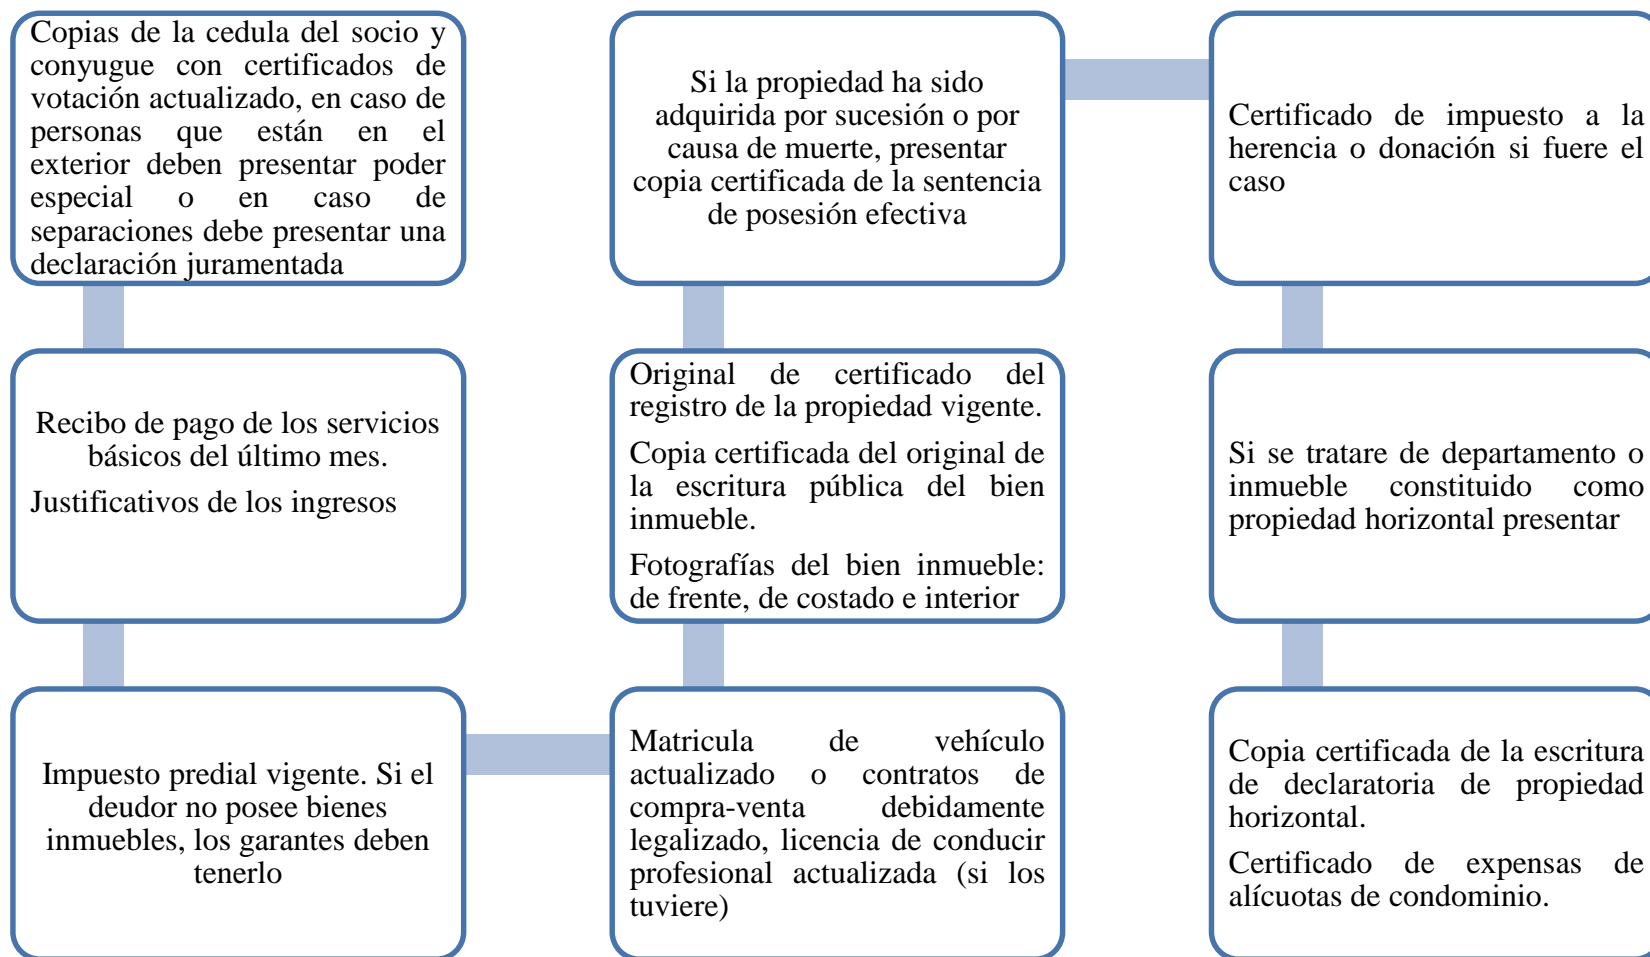 Copias de la cedula del socio y
conyugue con certificados de
votación actualizado, en caso de
personas que están en el
exterior deben presentar poder
especial o en caso de
separaciones debe presentar una
declaración juramentada
Recibo de pago de los servicios
básicos del último mes.
Justificativos de los ingresos
Impuesto predial vigente. Si el
deudor no posee bienes
inmuebles, los garantes deben
tenerlo
Matricula de vehículo
actualizado o contratos de
compra-venta debidamente
legalizado, licencia de conducir
profesional actualizada (si los
tuviere)
Original de certificado del
registro de la propiedad vigente.
Copia certificada del original de
la escritura pública del bien
inmueble.
Fotografías del bien inmueble:
de frente, de costado e interior
Si la propiedad ha sido
adquirida por sucesión o por
causa de muerte, presentar
copia certificada de la sentencia
de posesión efectiva
Certificado de impuesto a la
herencia o donación si fuere el
caso
Si se tratare de departamento o
inmueble constituido como
propiedad horizontal presentar
Copia certificada de la escritura
de declaratoria de propiedad
horizontal.
Certificado de expensas de
alícuotas de condominio.